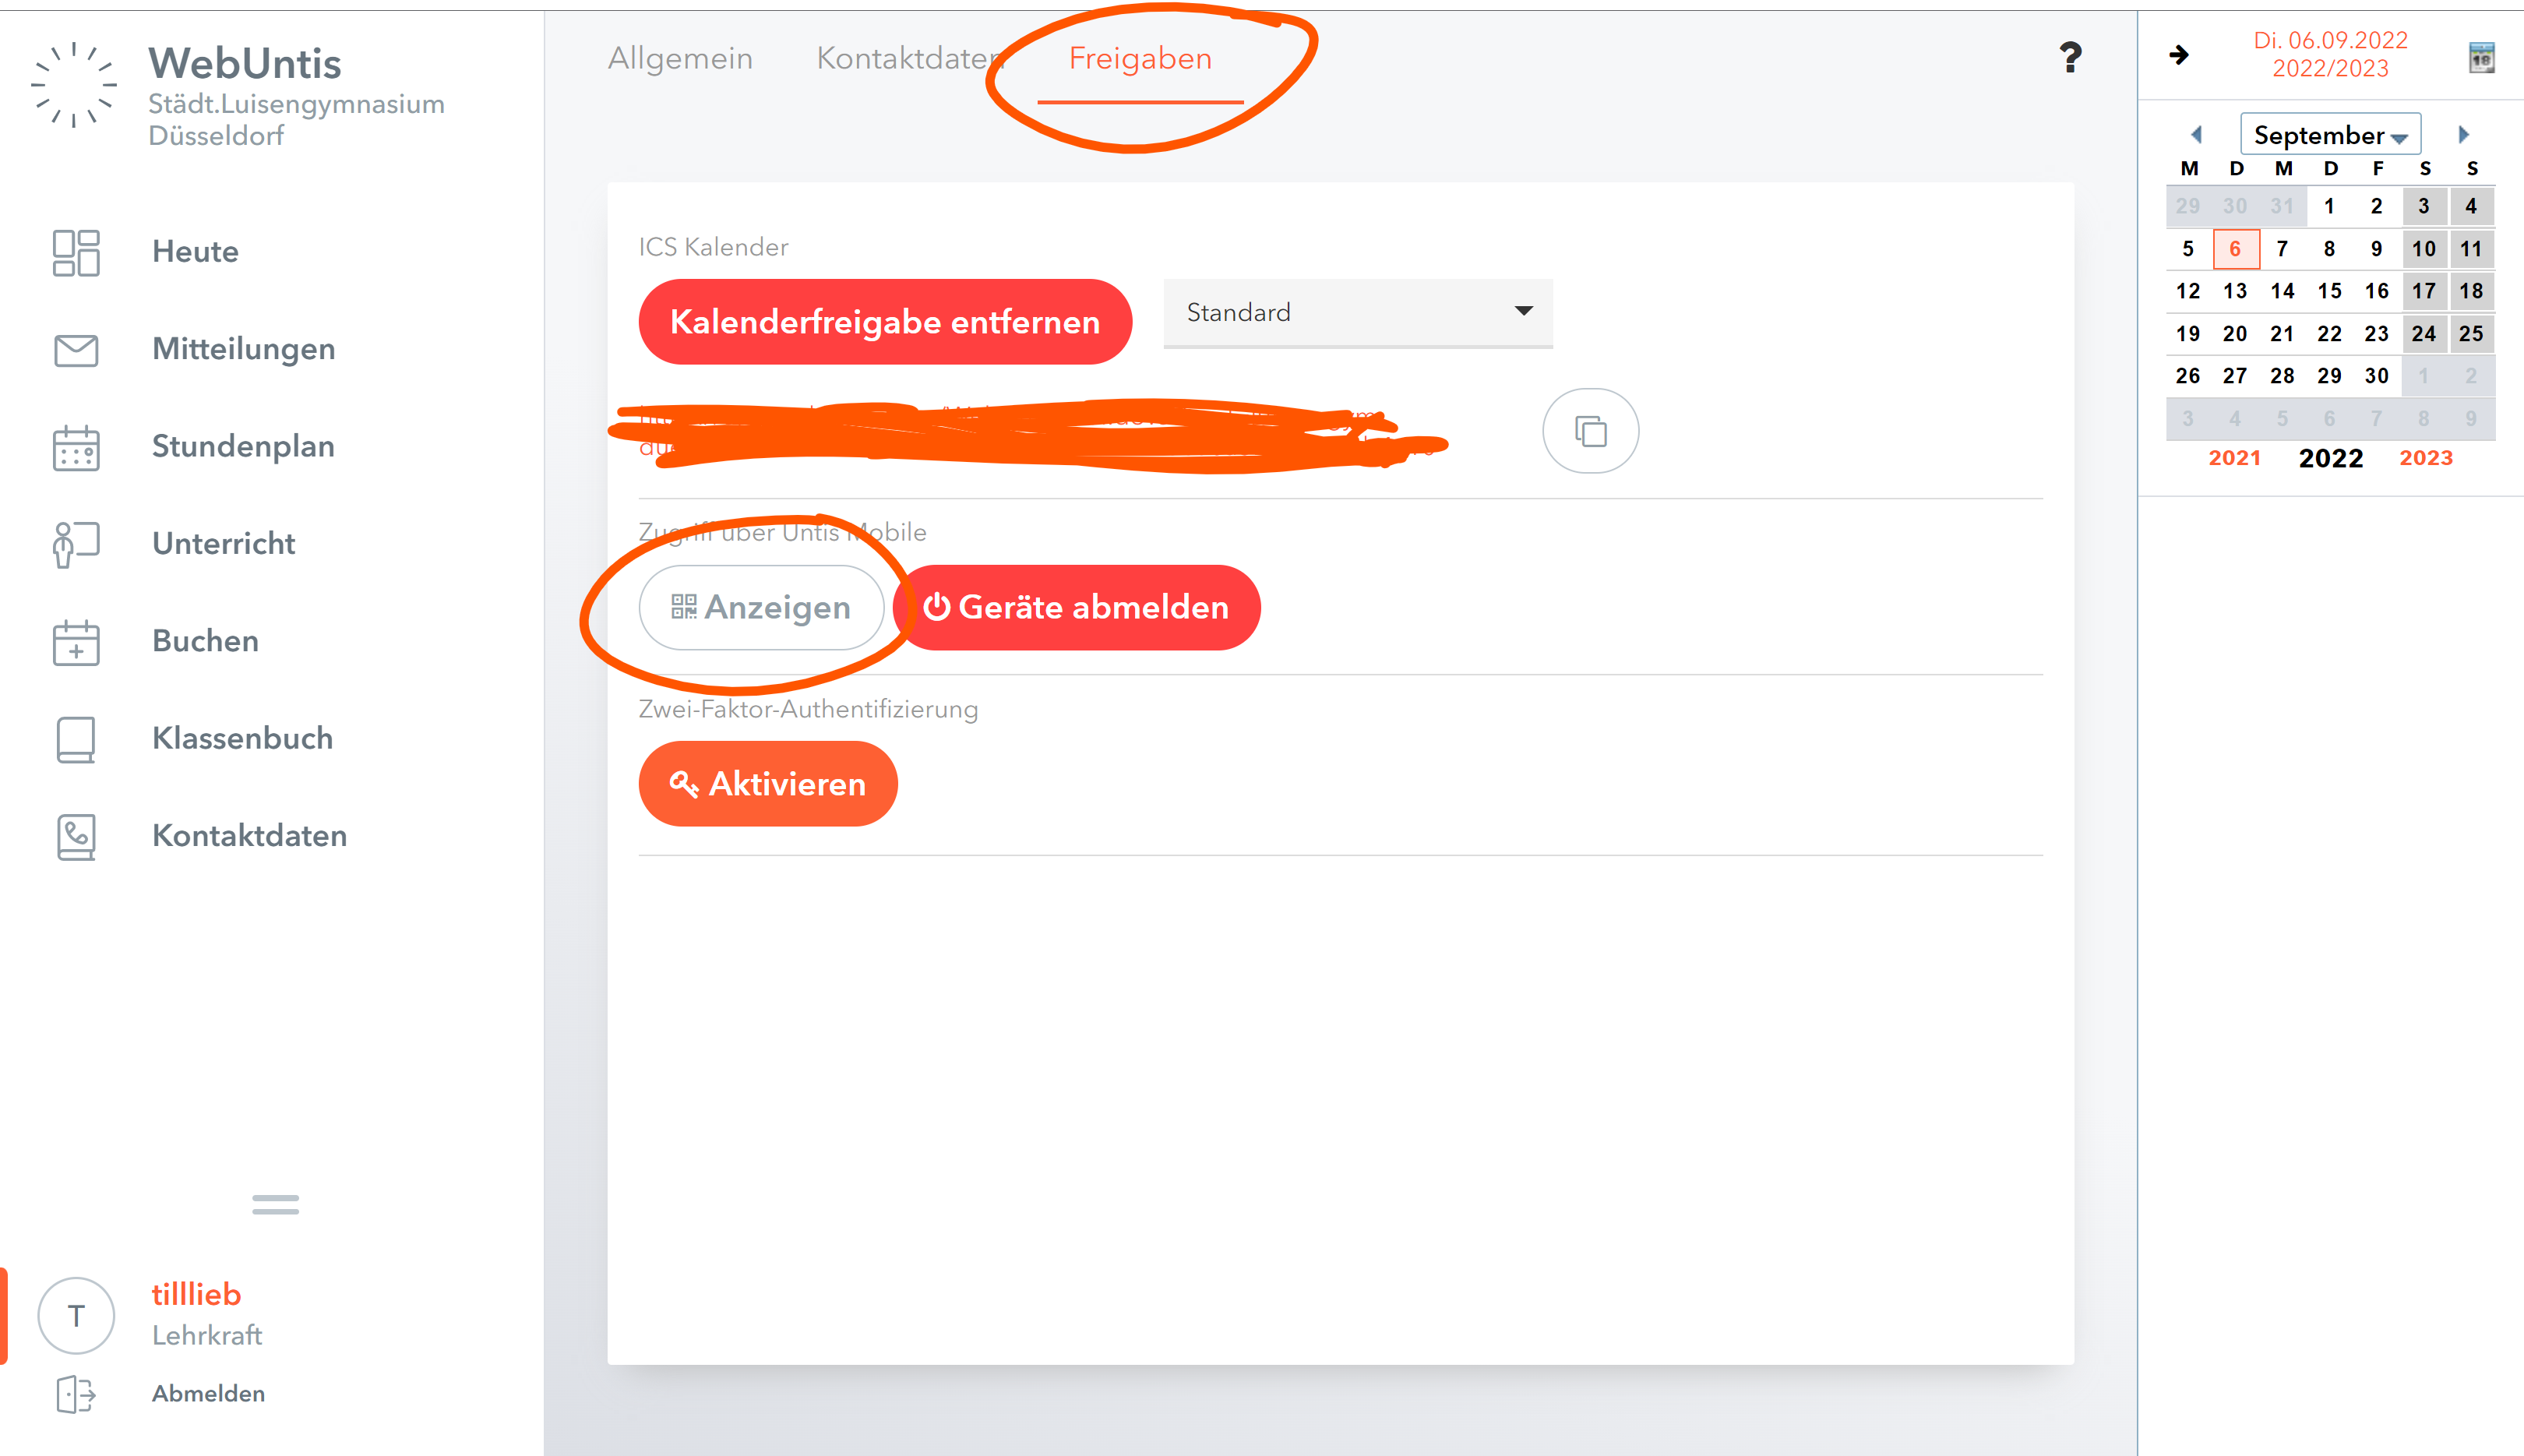 WebUntis
Städt.Luisengymnasium
Düsseldorf
Heute
Mitteilungen
Stundenplan
Unterricht
Buchen
Klassenbuch
Kontaktdaten
T
tilllieb
Lehrkraft
Abmelden
Allgemein
Kontaktdaten
Freigaben
?
ICS Kalender
Kalenderfreigabe entfernen
Standard
Zugriff über Untis Mobile
Anzeigen
Geräte abmelden
Zwei-Faktor-Authentifizierung
Aktivieren
Di. 06.09.2022
2022/2023
18
September
M D M D F S S
29 30 31 1 2 3 4
5 6 7 8 9 10 11
12 13 14 15 16 17 18
19 20 21 22 23 24 25
26 27 28 29 30 1 2
3 4 5 6 7 8 9
2021 2022 2023